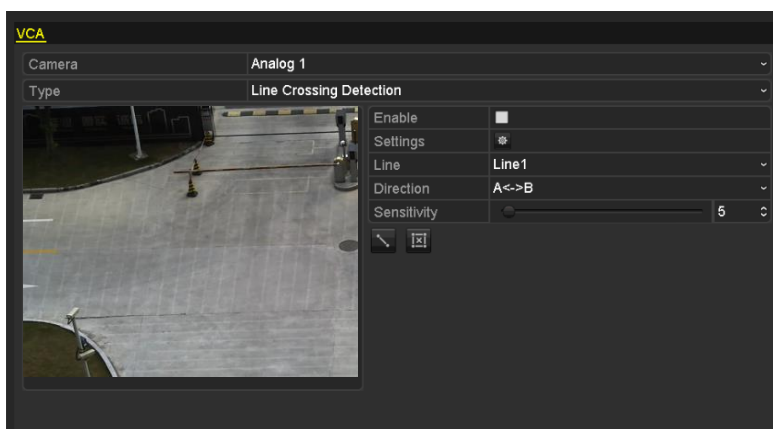 VCA
Camera Analog 1
Type Line Crossing Detection
Enable
Settings
Line Line1
Direction A<->B
Sensitivity 5